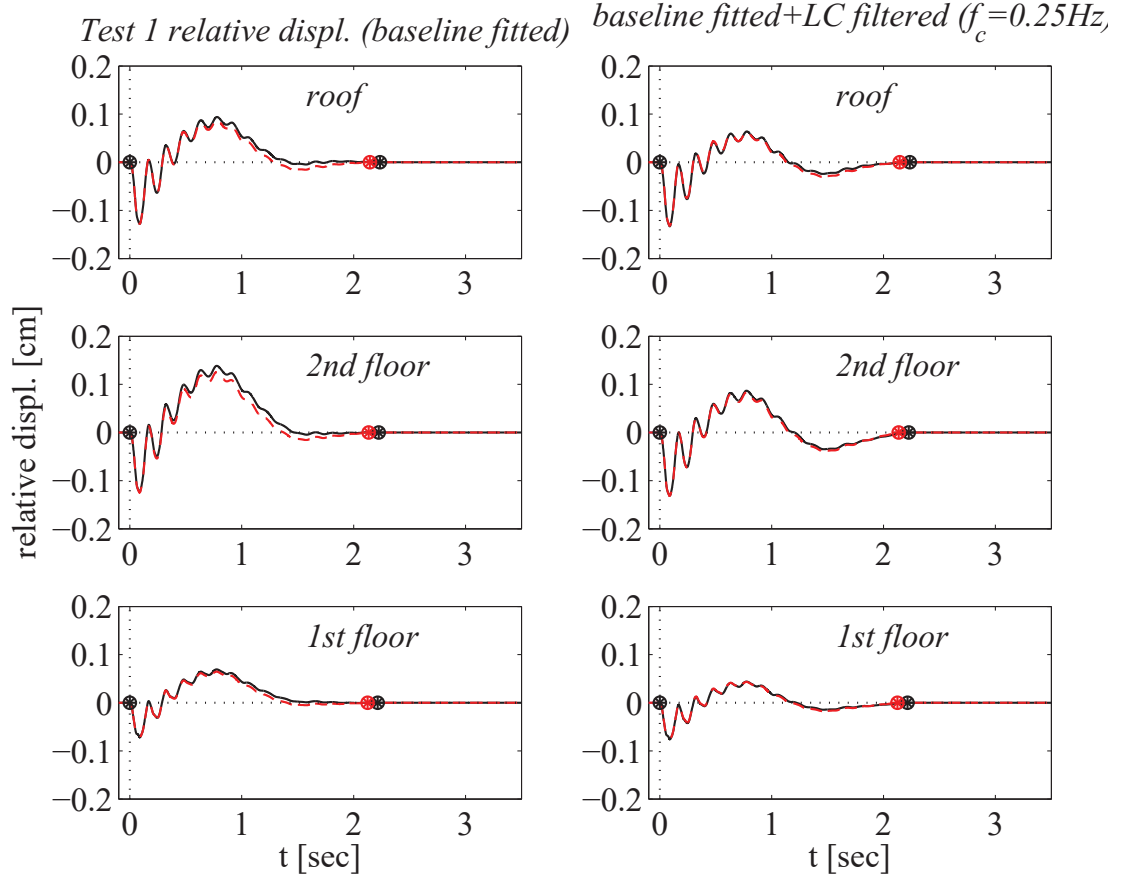 Test 1 relative displ. (baseline fitted)
baseline fitted+LC filtered (f_c=0.25Hz)
roof
0.2
0.1
0
−0.1
−0.2
0 1 2 3
roof
0.2
0.1
0
−0.1
−0.2
0 1 2 3
relative displ. [cm]
2nd floor
0.2
0.1
0
−0.1
−0.2
0 1 2 3
2nd floor
0.2
0.1
0
−0.1
−0.2
0 1 2 3
1st floor
0.2
0.1
0
−0.1
−0.2
0 1 2 3
t [sec]
1st floor
0.2
0.1
0
−0.1
−0.2
0 1 2 3
t [sec]